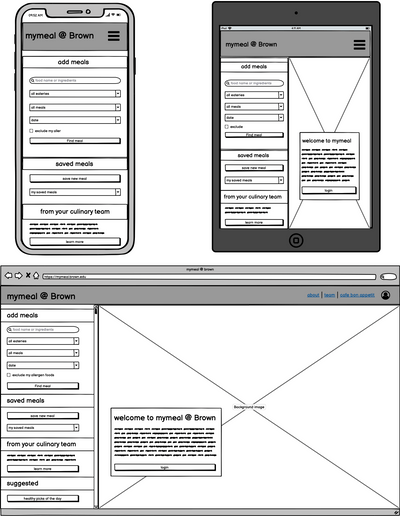 09:52 AM
mymeal @ Brown
add meals
food name or ingredients
all eateries
all meals
date
exclude my aller
Find meal
saved meals
save new meal
my saved meals
from your culinary team
learn more
mymeal @ Brown
add meals
food name or ingredients
all eateries
all meals
date
exclude
Find meal
saved meals
save new meal
my saved meals
from your culinary
learn more
welcome to mymeal
login
mymeal @ brown
https://mymeal.brown.edu
mymeal @ Brown
about | team | cafe bon appetit
add meals
food name or ingredients
all eateries
all meals
date
exclude my allergen foods
Find meal
saved meals
save new meal
my saved meals
from your culinary team
learn more
suggested
healthy picks of the day
Background image
welcome to mymeal @ Brown
login